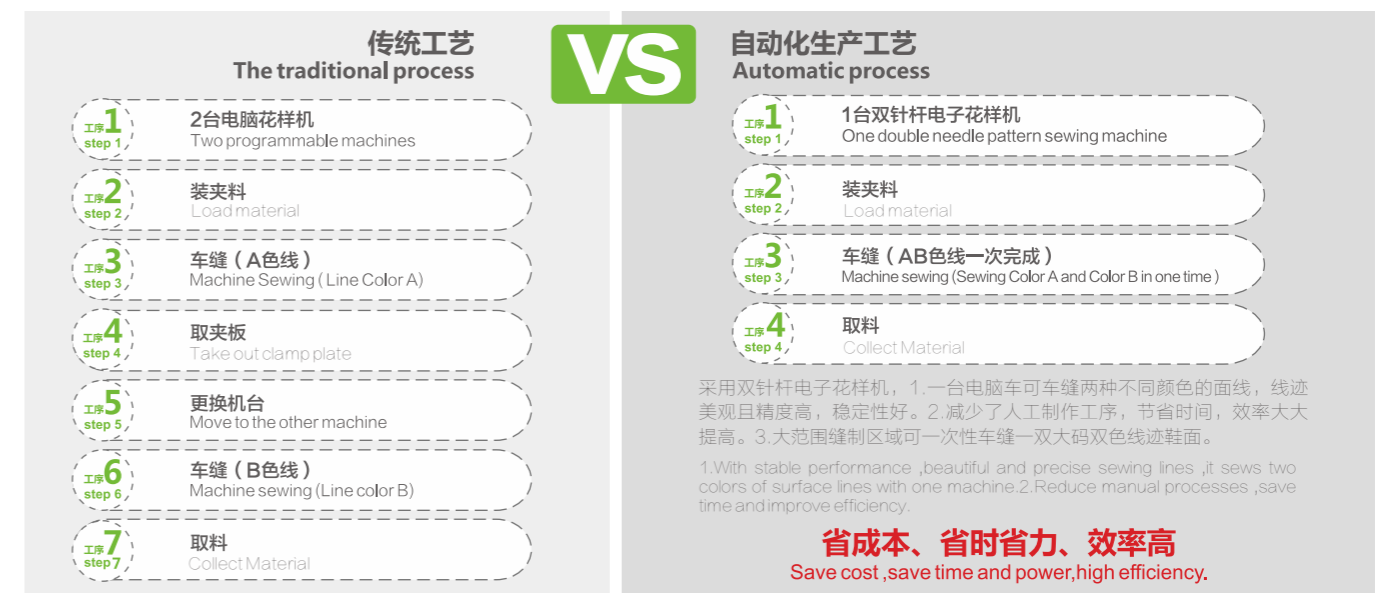 传统工艺
The traditional process
工序1
step 1
2台电脑花样机
Two programmable machines
工序2
step 2
装夹料
Load material
工序3
step 3
车缝（A色线）
Machine Sewing ( Line Color A)
工序4
step 4
取夹板
Take out clamp plate
工序5
step 5
更换机台
Move to the other machine
工序6
step 6
车缝（B色线）
Machine sewing (Line color B)
工序7
step7
取料
Collect Material
VS
自动化生产工艺
Automatic process
工序1
step 1
1台双针杆电子花样机
One double needle pattern sewing machine
工序2
step 2
装夹料
Load material
工序3
step 3
车缝（AB色线一次完成）
Machine sewing (Sewing Color A and Color B in one time )
工序4
step 4
取料
Collect Material
采用双针杆电子花样机，1.一台电脑车可车缝两种不同颜色的面线，线迹
美观且精度高，稳定性好。2.减少了人工制作工序，节省时间，效率大大
提高。3.大范围缝制区域可一次性车缝一双大码双色线迹鞋面。
1.With stable performance ,beautiful and precise sewing lines ,it sews two
colors of surface lines with one machine.2.Reduce manual processes ,save
time and improve efficiency.
省成本、省时省力、效率高
Save cost ,save time and power,high efficiency.